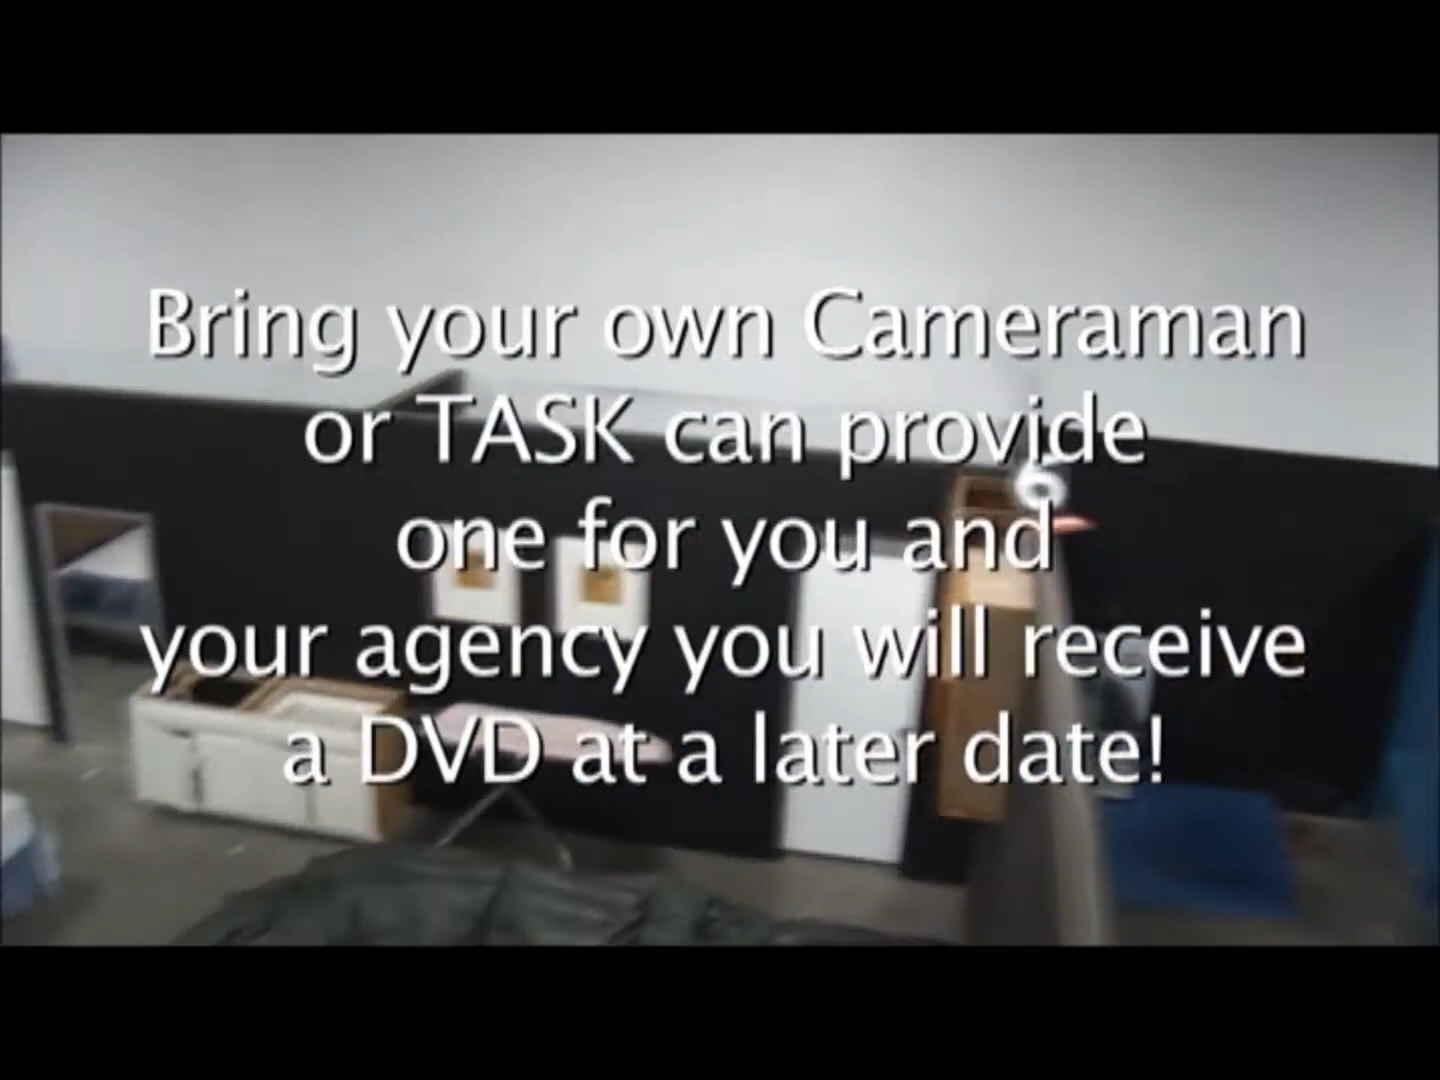 Bring your own Cameraman
or TASK can provide
one for you and
your agency you will receive
a DVD at a later date!